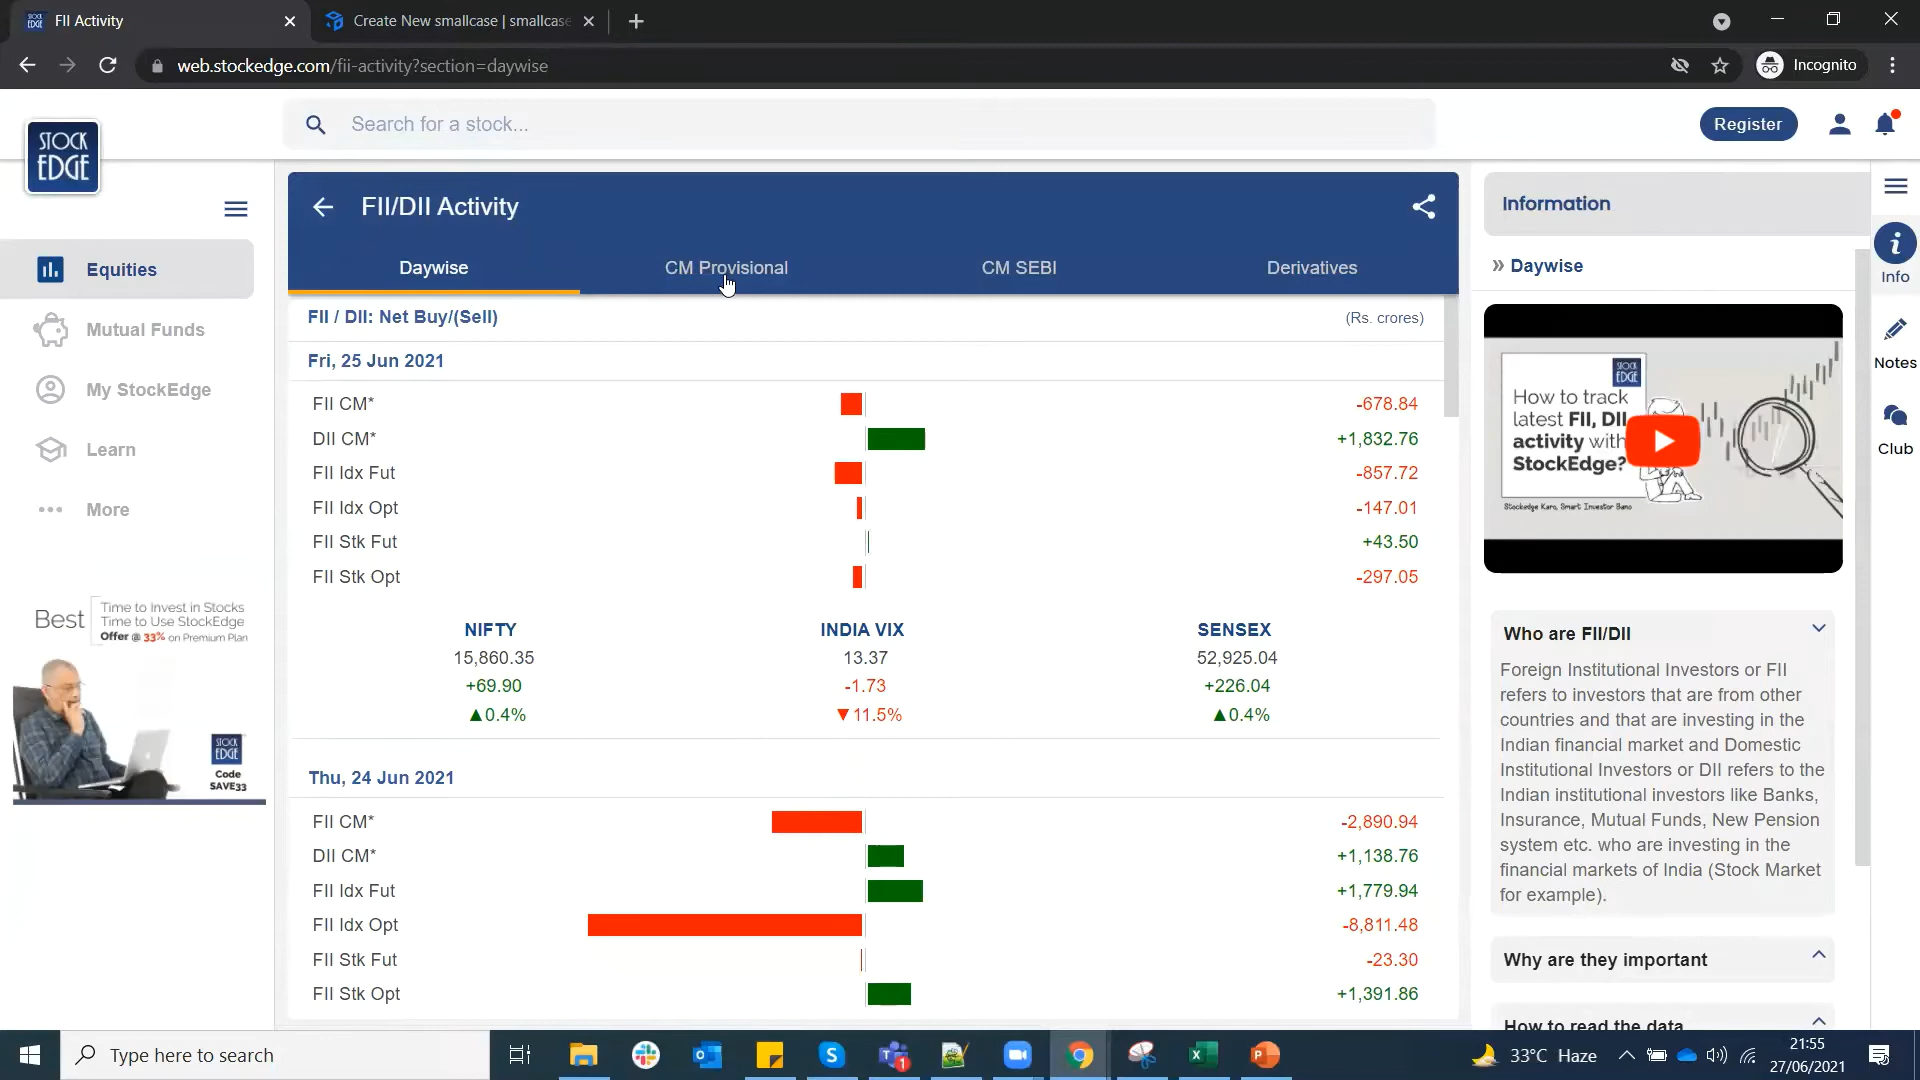 FII Activity
Create New smallcase | smallcase
web.stockedge.com/fii-activity?section=daywise
Incognito
STOCK
EDGE
Search for a stock...
Register
Equities
Mutual Funds
My StockEdge
Learn
More
Best
Time to Invest in Stocks
Time to Use StockEdge
Offer @ 33% on Premium Plan
STOCK
EDGE
Code
SAVE33
FII/DII Activity
Daywise
CM Provisional
CM SEBI
Derivatives
FII / DII: Net Buy/(Sell)
(Rs. crores)
Fri, 25 Jun 2021
FII CM* -678.84
DII CM* +1,832.76
FII Idx Fut -857.72
FII Idx Opt -147.01
FII Stk Fut +43.50
FII Stk Opt -297.05
NIFTY INDIA VIX SENSEX
15,860.35 13.37 52,925.04
+69.90 -1.73 +226.04
▲0.4% ▼11.5% ▲0.4%
Thu, 24 Jun 2021
FII CM* -2,890.94
DII CM* +1,138.76
FII Idx Fut +1,779.94
FII Idx Opt -8,811.48
FII Stk Fut -23.30
FII Stk Opt +1,391.86
Information
» Daywise
STOCK
EDGE
How to track
latest FII, DII
activity with
StockEdge?
Stockedge Karo, Smart Investor Bano
Who are FII/DII
Foreign Institutional Investors or FII
refers to investors that are from other
countries and that are investing in the
Indian financial market and Domestic
Institutional Investors or DII refers to the
Indian institutional investors like Banks,
Insurance, Mutual Funds, New Pension
system etc. who are investing in the
financial markets of India (Stock Market
for example).
Why are they important
How to read the data
Info
Notes
Club
Type here to search
33°C Haze
21:55
27/06/2021